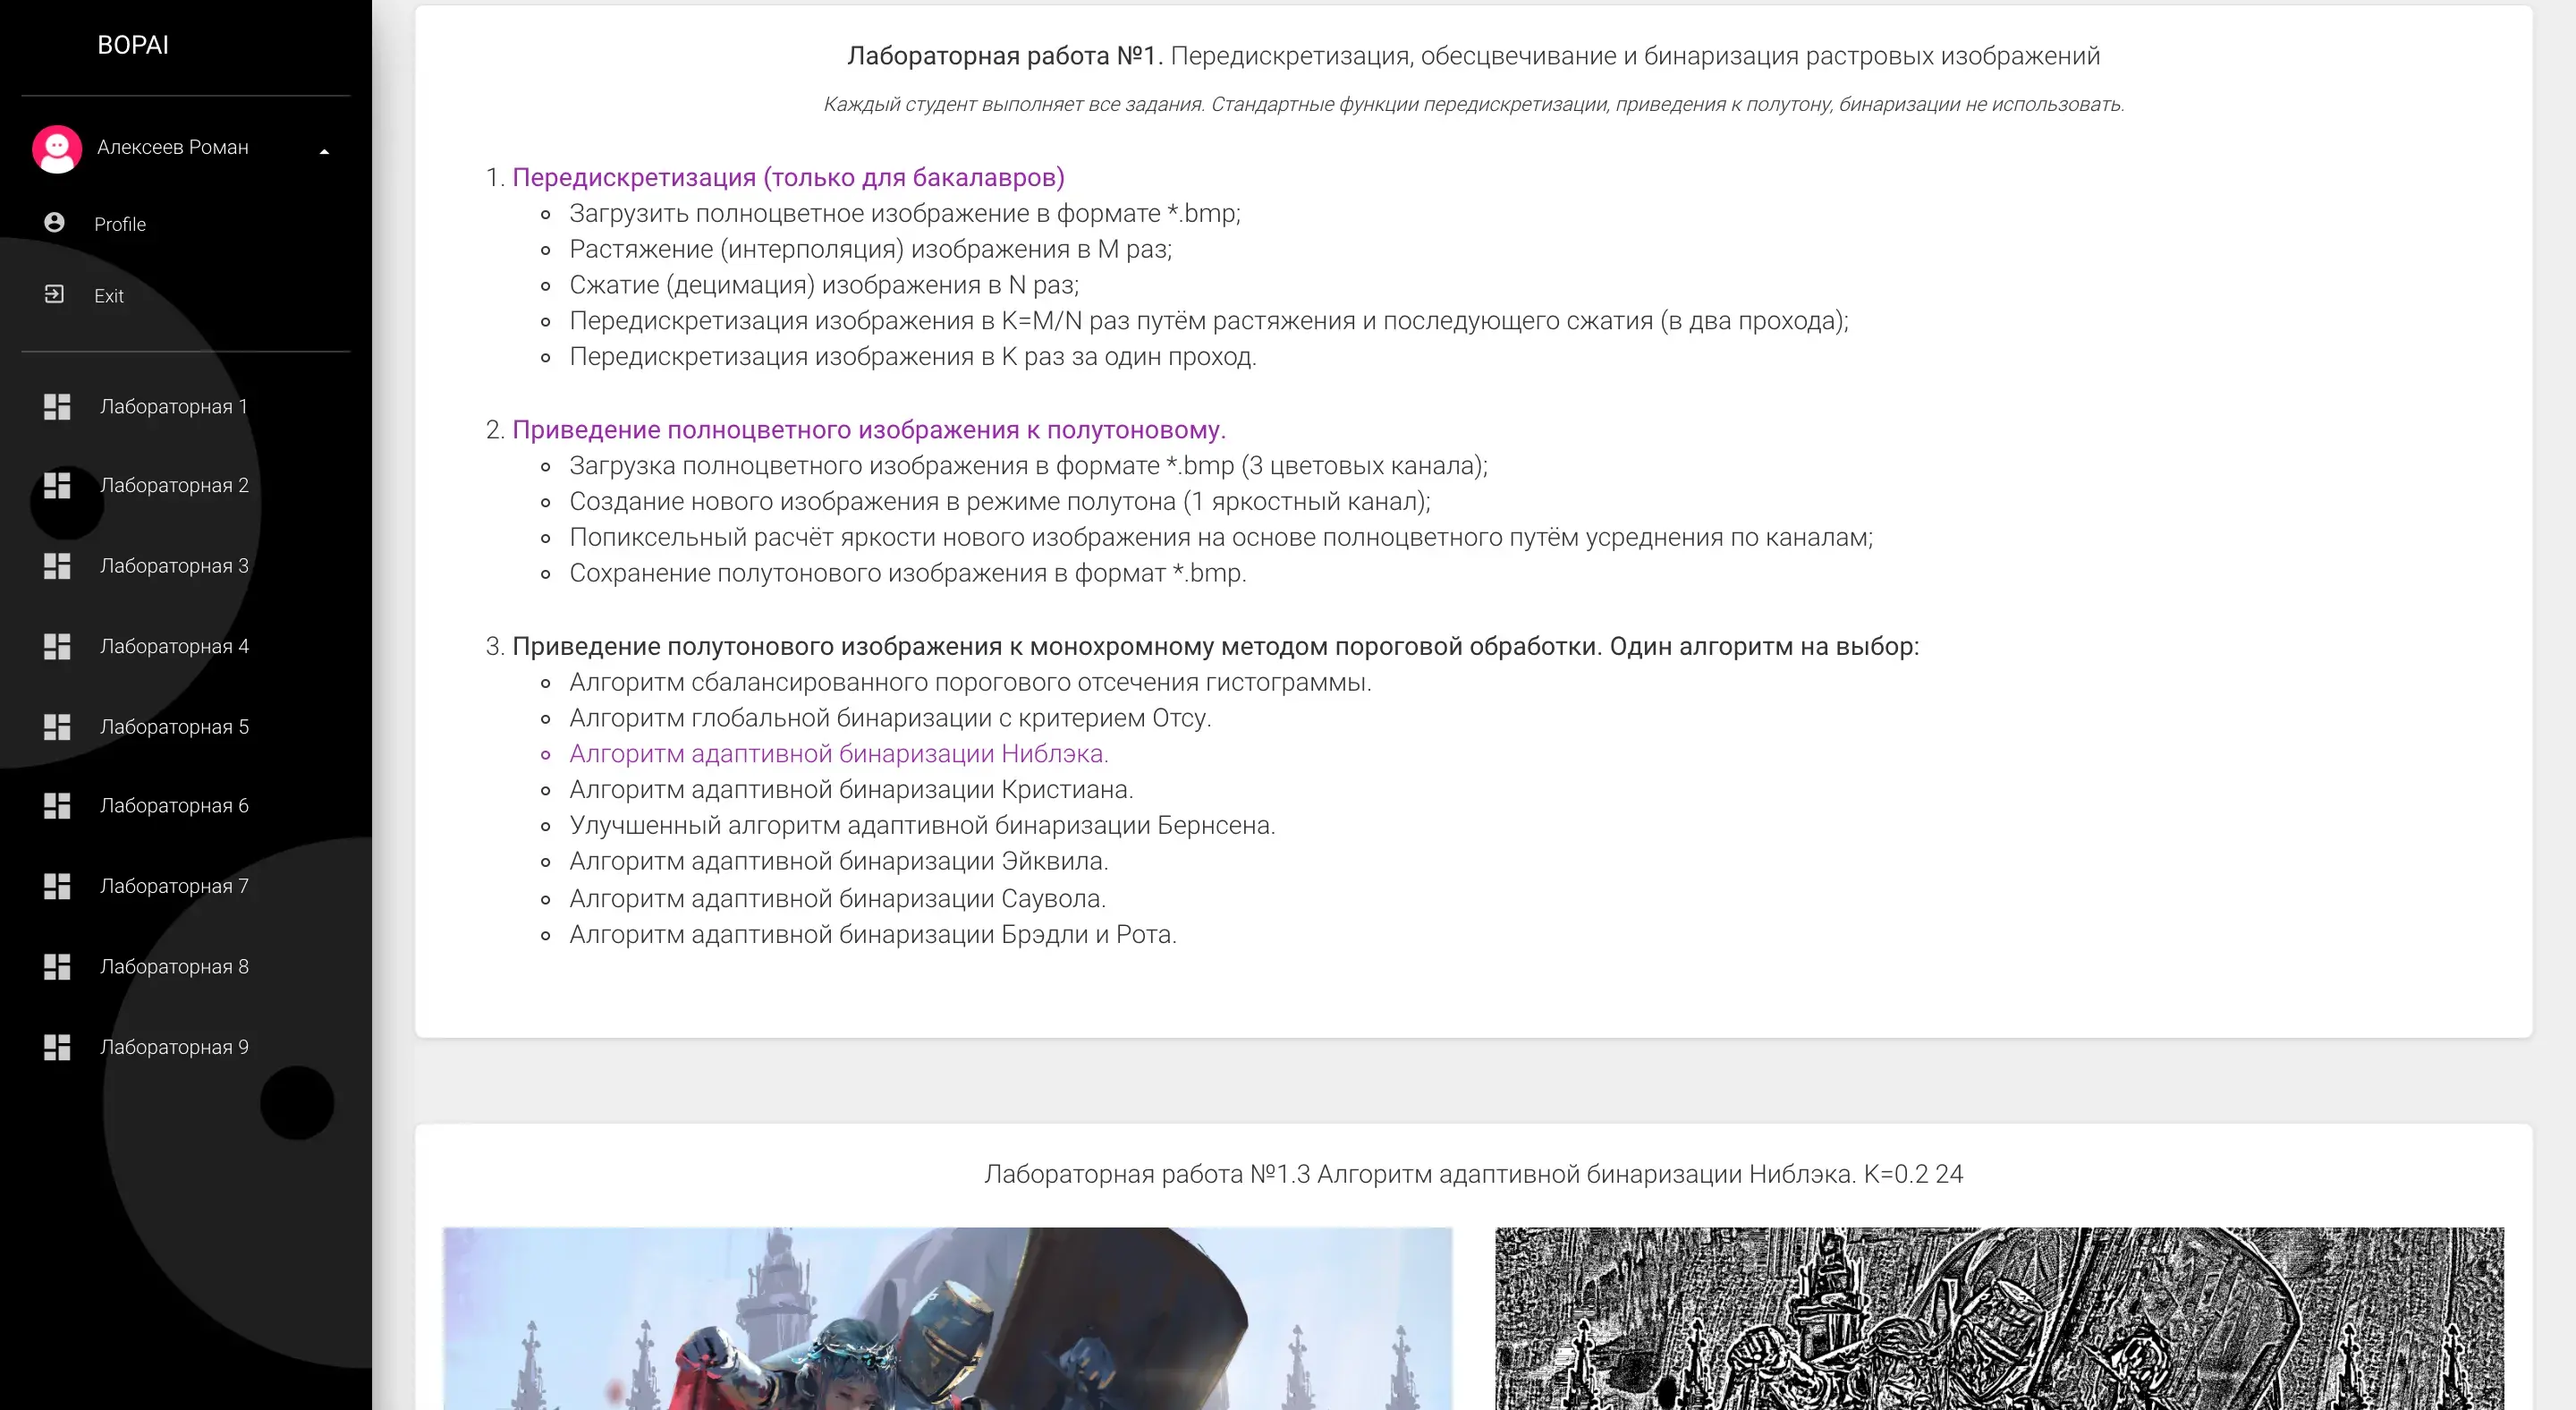 BOPAI
Алексеев Роман
Profile
Exit
Лабораторная 1
Лабораторная 2
Лабораторная 3
Лабораторная 4
Лабораторная 5
Лабораторная 6
Лабораторная 7
Лабораторная 8
Лабораторная 9
Лабораторная работа №1. Передискретизация, обесцвечивание и бинаризация растровых изображений
Каждый студент выполняет все задания. Стандартные функции передискретизации, приведения к полутону, бинаризации не использовать.
1. Передискретизация (только для бакалавров)
Загрузить полноцветное изображение в формате *.bmp;
Растяжение (интерполяция) изображения в M раз;
Сжатие (децимация) изображения в N раз;
Передискретизация изображения в K=M/N раз путём растяжения и последующего сжатия (в два прохода);
Передискретизация изображения в K раз за один проход.
2. Приведение полноцветного изображения к полутоновому.
Загрузка полноцветного изображения в формате *.bmp (3 цветовых канала);
Создание нового изображения в режиме полутона (1 яркостный канал);
Попиксельный расчёт яркости нового изображения на основе полноцветного путём усреднения по каналам;
Сохранение полутонового изображения в формат *.bmp.
3. Приведение полутонового изображения к монохромному методом пороговой обработки. Один алгоритм на выбор:
Алгоритм сбалансированного порогового отсечения гистограммы.
Алгоритм глобальной бинаризации с критерием Отсу.
Алгоритм адаптивной бинаризации Ниблэка.
Алгоритм адаптивной бинаризации Кристиана.
Улучшенный алгоритм адаптивной бинаризации Бернсена.
Алгоритм адаптивной бинаризации Эйквила.
Алгоритм адаптивной бинаризации Саувола.
Алгоритм адаптивной бинаризации Брэдли и Рота.
Лабораторная работа №1.3 Алгоритм адаптивной бинаризации Ниблэка. K=0.2 24